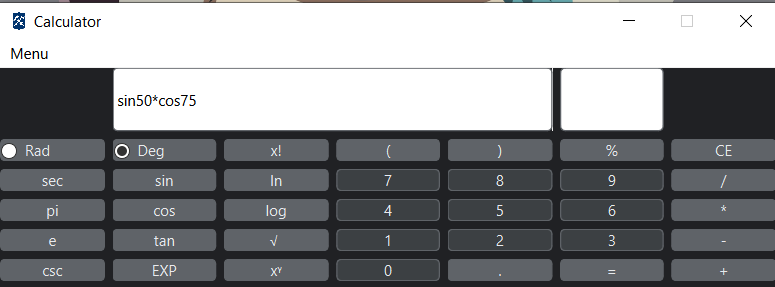 Calculator
Menu
sin50*cos75
Rad Deg x! ( ) % CE
sec sin ln 7 8 9 /
pi cos log 4 5 6 *
e tan √ 1 2 3 -
csc EXP xʸ 0 . = +